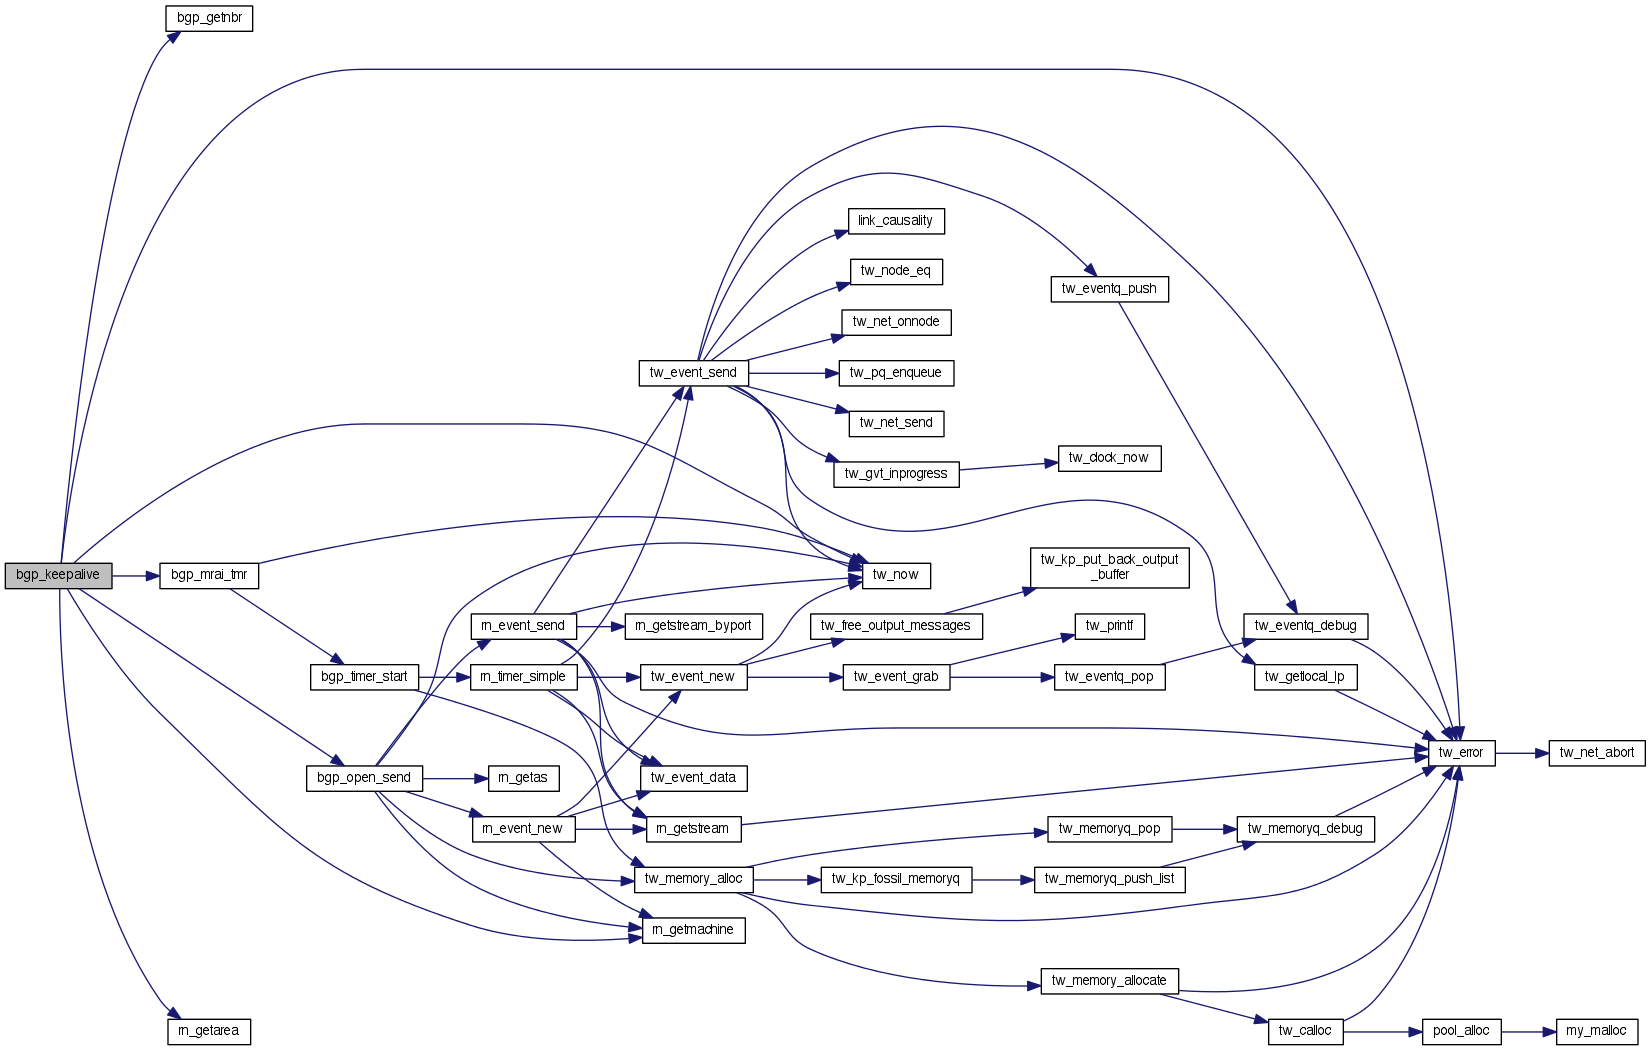 bgp_getnbr
link_causality
tw_node_eq
tw_eventq_push
tw_net_onnode
tw_event_send
tw_pq_enqueue
tw_net_send
tw_clock_now
tw_gvt_inprogress
bgp_keepalive
bgp_mrai_tmr
tw_now
tw_kp_put_back_output
_buffer
rn_event_send
rn_getstream_byport
tw_free_output_messages
tw_printf
tw_eventq_debug
bgp_timer_start
rn_timer_simple
tw_event_new
tw_event_grab
tw_eventq_pop
tw_getlocal_lp
tw_error
tw_net_abort
bgp_open_send
rn_getas
tw_event_data
rn_event_new
rn_getstream
tw_memoryq_pop
tw_memoryq_debug
tw_memory_alloc
tw_kp_fossil_memoryq
tw_memoryq_push_list
rn_getmachine
tw_memory_allocate
rn_getarea
tw_calloc
pool_alloc
my_malloc